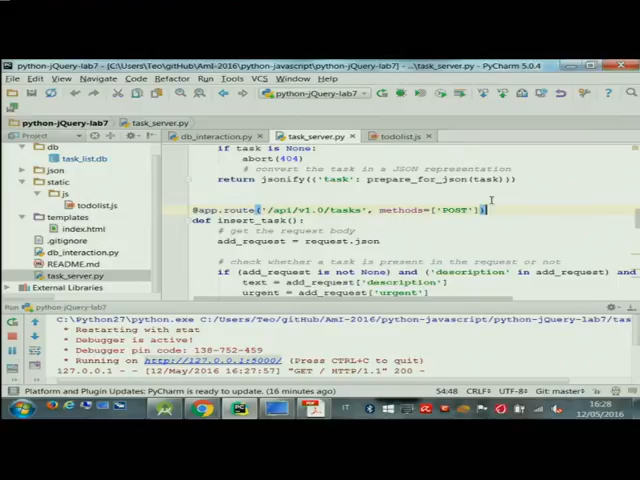 python-jQuery-lab7 - [C:\Users\Teo\gitHub\AmI-2016\python-javascript\python-jQuery-lab7] - ...\task_server.py - PyCharm 5.0.4
File Edit View Navigate Code Refactor Run Tools VCS Window Help
python-jQuery-lab7
python-jQuery-lab7 task_server.py
Project
db_interaction.py task_server.py todolist.js
db
task_list.db
json
static
js
todolist.js
templates
index.html
.gitignore
db_interaction.py
README.md
task_server.py
External Libraries
if task is None:
abort(404)
# convert the task in a JSON representation
return jsonify({'task': prepare_for_json(task)})
@app.route('/api/v1.0/tasks', methods=['POST'])
def insert_task():
# get the request body
add_request = request.json
# check whether a task is present in the request or not
if (add_request is not None) and ('description' in add_request) and
text = add_request['description']
urgent = add_request['urgent']
Run python-jQuery-lab7
C:\Python27\python.exe C:/Users/Teo/gitHub/AmI-2016/python-javascript/python-jQuery-lab7/tas
* Restarting with stat
* Debugger is active!
* Debugger pin code: 138-752-459
* Running on http://127.0.0.1:5000/ (Press CTRL+C to quit)
127.0.0.1 - - [12/May/2016 16:27:57] "GET / HTTP/1.1" 200 -
Platform and Plugin Updates: PyCharm is ready to update. (16 minutes ago) 54:48 CRLF UTF-8 Git: master
IT 16:28
12/05/2016